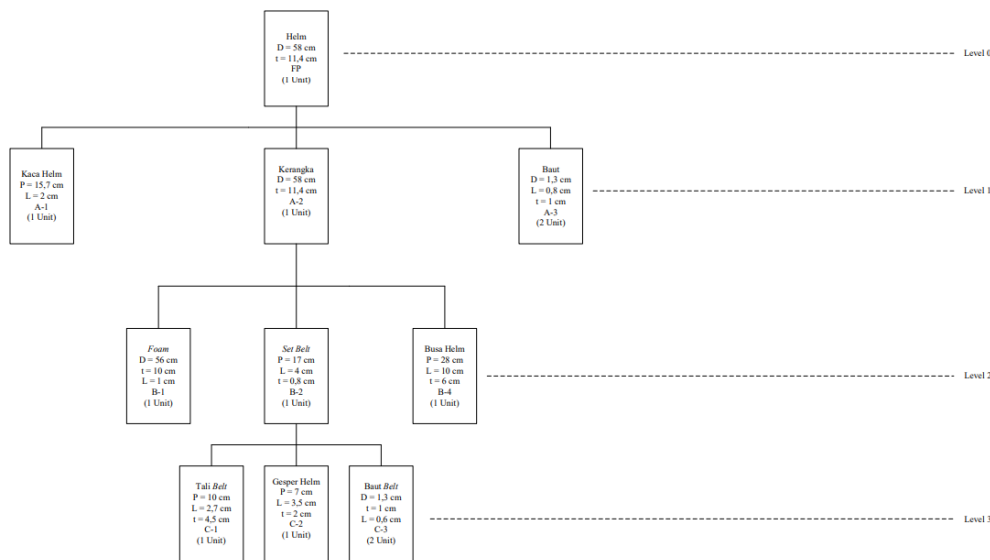 Helm
D = 58 cm
t = 11,4 cm
FP
(1 Unit)
Level 0
Kaca Helm
P = 15,7 cm
L = 2 cm
A-1
(1 Unit)
Kerangka
D = 58 cm
t = 11,4 cm
A-2
(1 Unit)
Baut
D = 1,3 cm
L = 0,8 cm
t = 1 cm
A-3
(2 Unit)
Level 1
Foam
D = 56 cm
t = 10 cm
L = 1 cm
B-1
(1 Unit)
Set Belt
P = 17 cm
L = 4 cm
t = 0,8 cm
B-2
(1 Unit)
Busa Helm
P = 28 cm
L = 10 cm
t = 6 cm
B-4
(1 Unit)
Level 2
Tali Belt
P = 10 cm
L = 2,7 cm
t = 4,5 cm
C-1
(1 Unit)
Gesper Helm
P = 7 cm
L = 3,5 cm
t = 2 cm
C-2
(1 Unit)
Baut Belt
D = 1,3 cm
t = 1 cm
L = 0,6 cm
C-3
(2 Unit)
Level 3